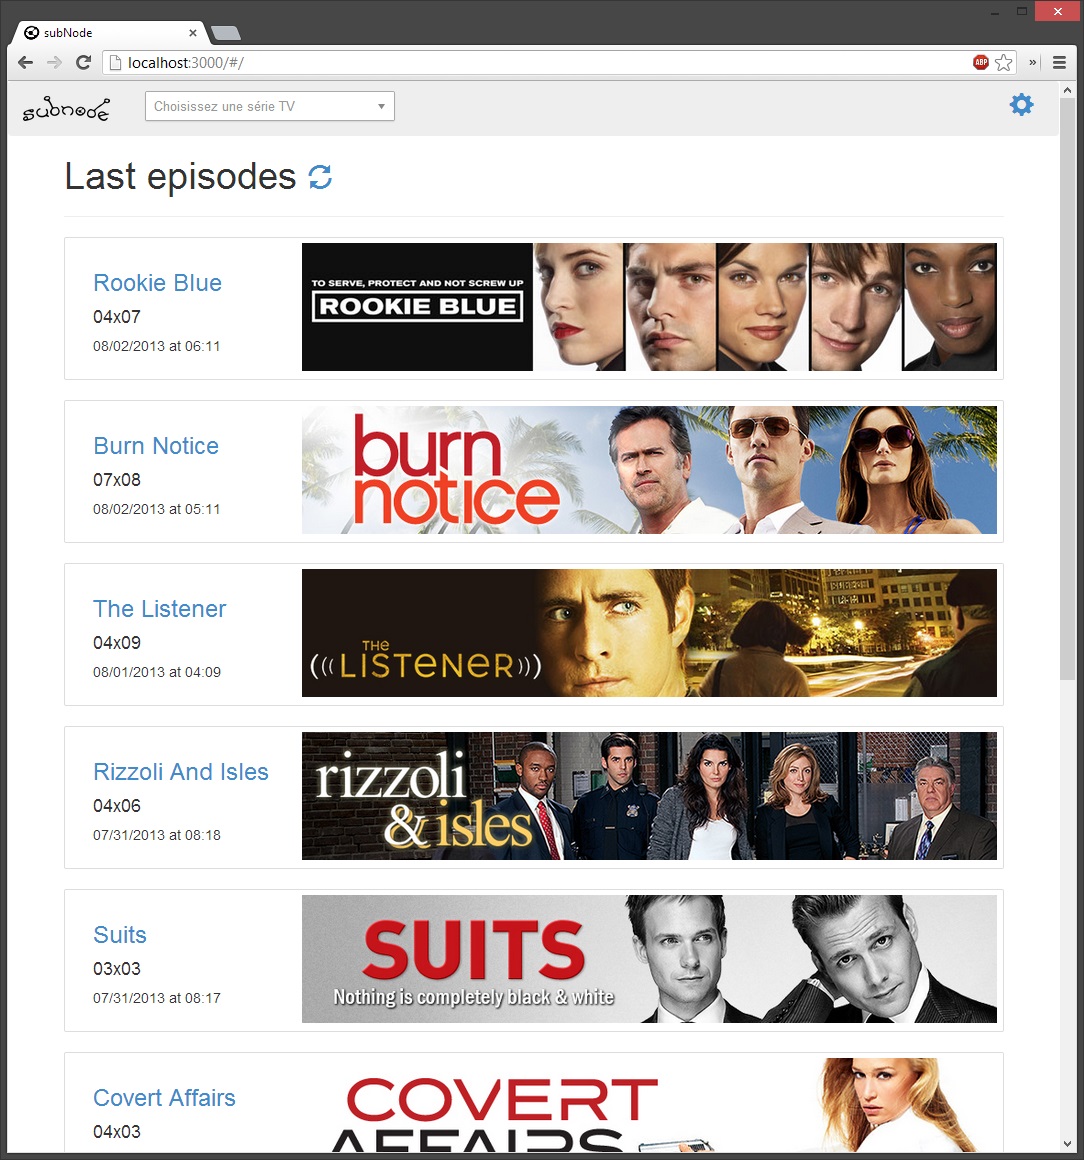 subNode
localhost:3000/#/
ABP
»
subnode
Choisissez une série TV
Last episodes
Rookie Blue
04x07
08/02/2013 at 06:11
TO SERVE, PROTECT AND NOT SCREW UP
ROOKIE BLUE
Burn Notice
07x08
08/02/2013 at 05:11
burn
notice
The Listener
04x09
08/01/2013 at 04:09
THE
((( LISTENER )))
Rizzoli And Isles
04x06
07/31/2013 at 08:18
rizzoli
& isles
Suits
03x03
07/31/2013 at 08:17
SUITS
Nothing is completely black & white
Covert Affairs
04x03
COVERT
AFFAIRS